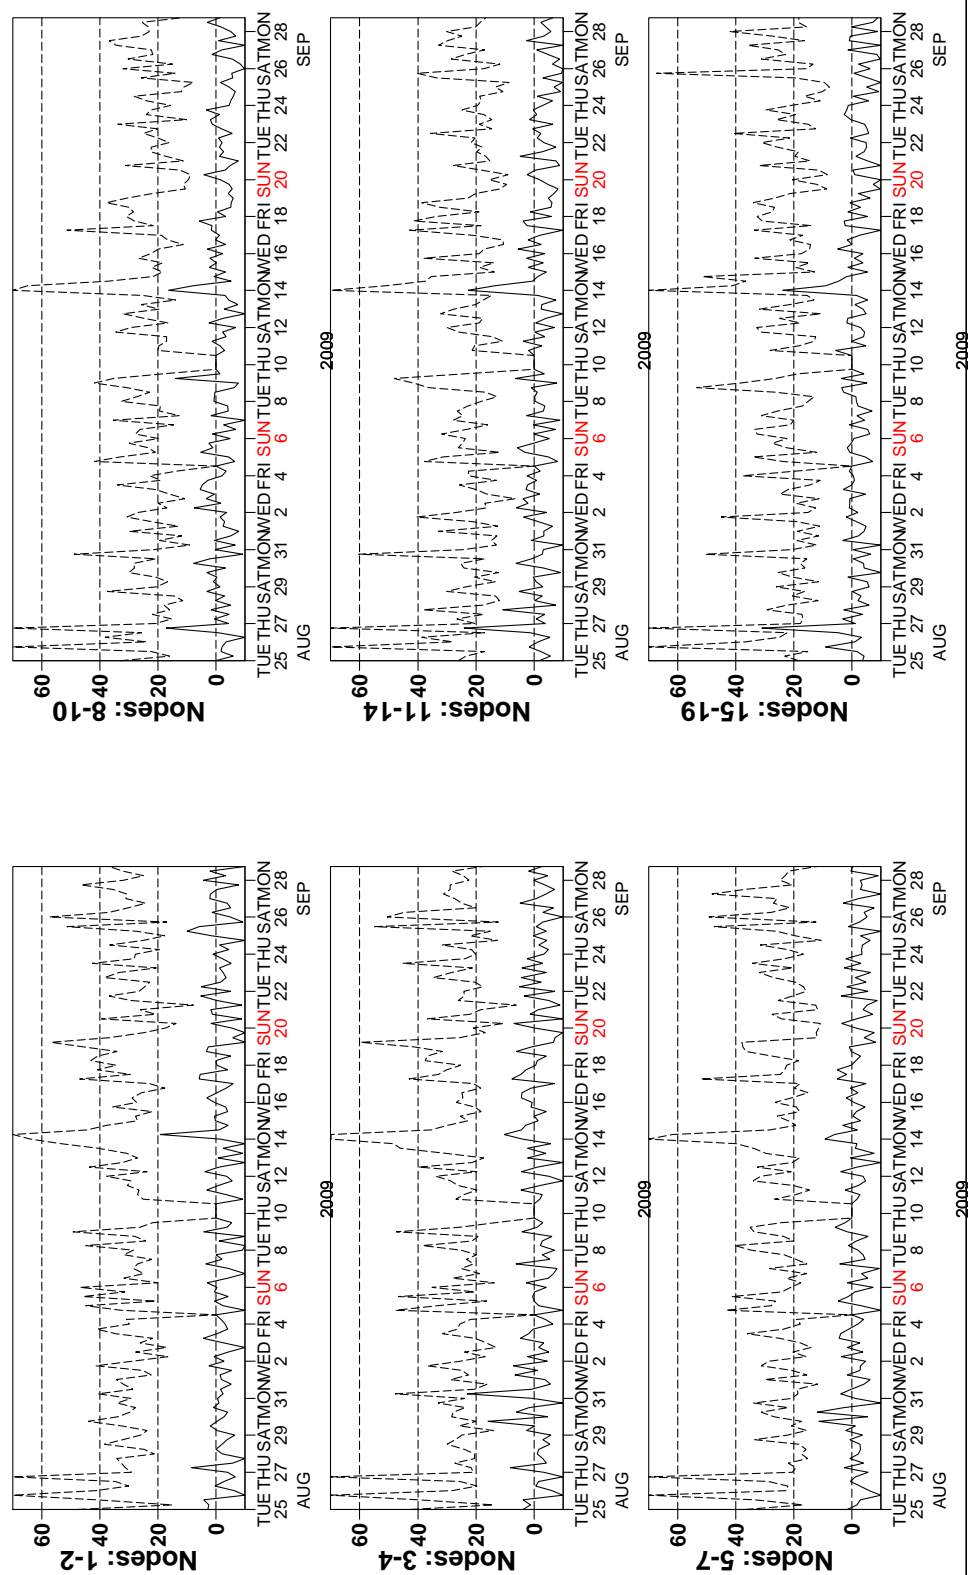 Nodes: 1-2
60
40
20
0
TUE THU SAT MON WED FRI SUN TUE THU SAT MON WED FRI SUN TUE THU SAT MON
25 27 29 31 2 4 6 8 10 12 14 16 18 20 22 24 26 28
AUG SEP
2009
Nodes: 3-4
60
40
20
0
TUE THU SAT MON WED FRI SUN TUE THU SAT MON WED FRI SUN TUE THU SAT MON
25 27 29 31 2 4 6 8 10 12 14 16 18 20 22 24 26 28
AUG SEP
2009
Nodes: 5-7
60
40
20
0
TUE THU SAT MON WED FRI SUN TUE THU SAT MON WED FRI SUN TUE THU SAT MON
25 27 29 31 2 4 6 8 10 12 14 16 18 20 22 24 26 28
AUG SEP
2009
Nodes: 8-10
60
40
20
0
TUE THU SAT MON WED FRI SUN TUE THU SAT MON WED FRI SUN TUE THU SAT MON
25 27 29 31 2 4 6 8 10 12 14 16 18 20 22 24 26 28
AUG SEP
2009
Nodes: 11-14
60
40
20
0
TUE THU SAT MON WED FRI SUN TUE THU SAT MON WED FRI SUN TUE THU SAT MON
25 27 29 31 2 4 6 8 10 12 14 16 18 20 22 24 26 28
AUG SEP
2009
Nodes: 15-19
60
40
20
0
TUE THU SAT MON WED FRI SUN TUE THU SAT MON WED FRI SUN TUE THU SAT MON
25 27 29 31 2 4 6 8 10 12 14 16 18 20 22 24 26 28
AUG SEP
2009